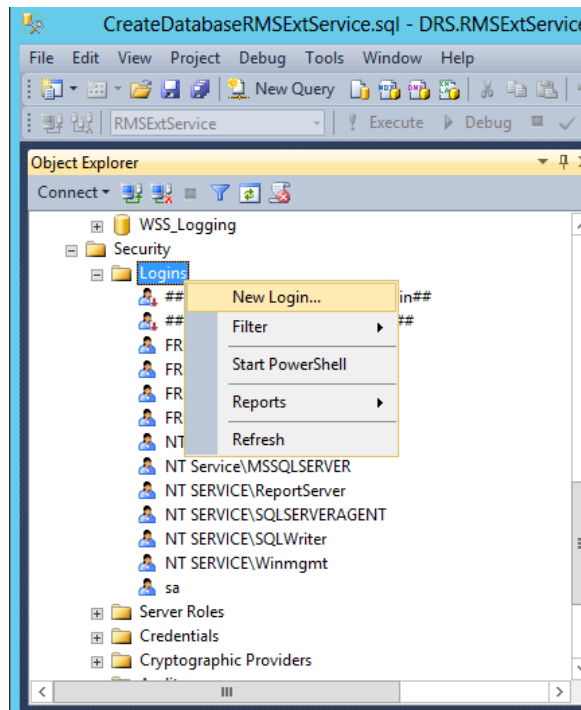 CreateDatabaseRMSExtService.sql - DRS.RMSExtService
File Edit View Project Debug Tools Window Help
New Query
RMSExtService Execute Debug
Object Explorer
Connect
WSS_Logging
Security
Logins
## in##
## ##
FR
FR
FR
FR
NT
New Login...
Filter
Start PowerShell
Reports
Refresh
NT Service\MSSQLSERVER
NT SERVICE\ReportServer
NT SERVICE\SQLSERVERAGENT
NT SERVICE\SQLWriter
NT SERVICE\Winmgmt
sa
Server Roles
Credentials
Cryptographic Providers